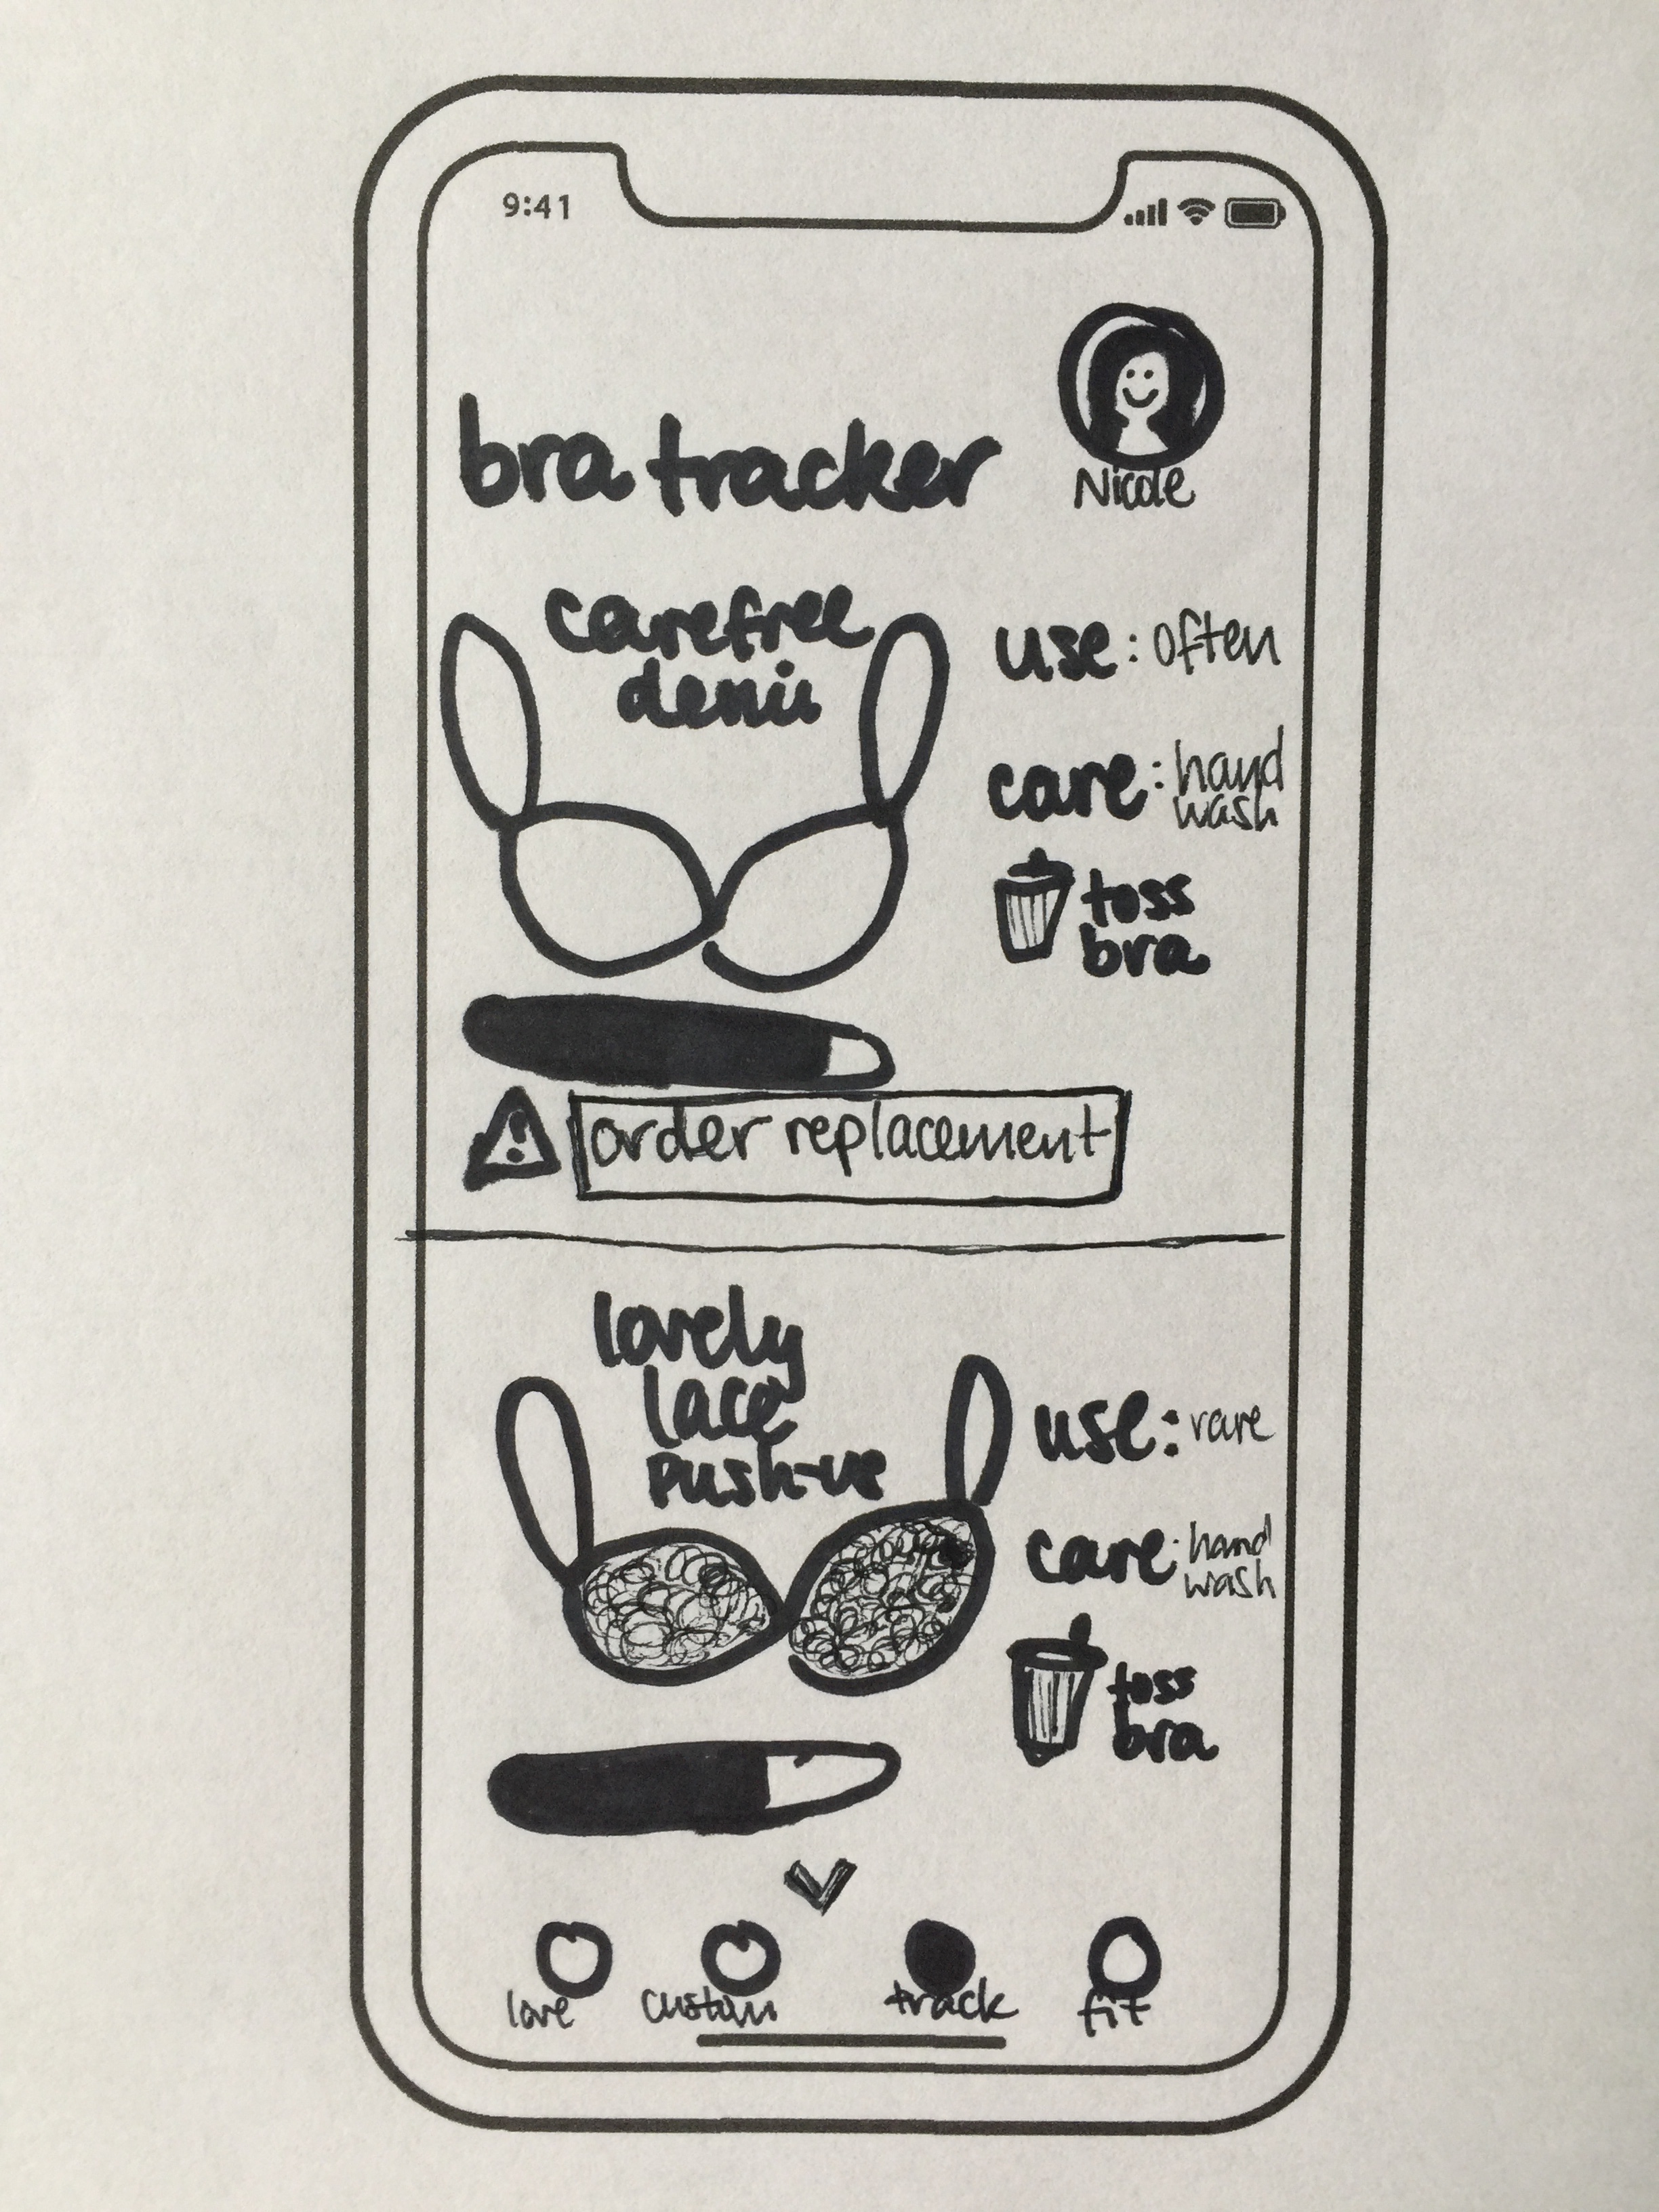 9:41
bra tracker
Nicole
carefree
demi
use: often
care: hand
wash
toss
bra
order replacement
lovely
lace
push-up
use: rare
care: hand
wash
toss
bra
love
custom
track
fit